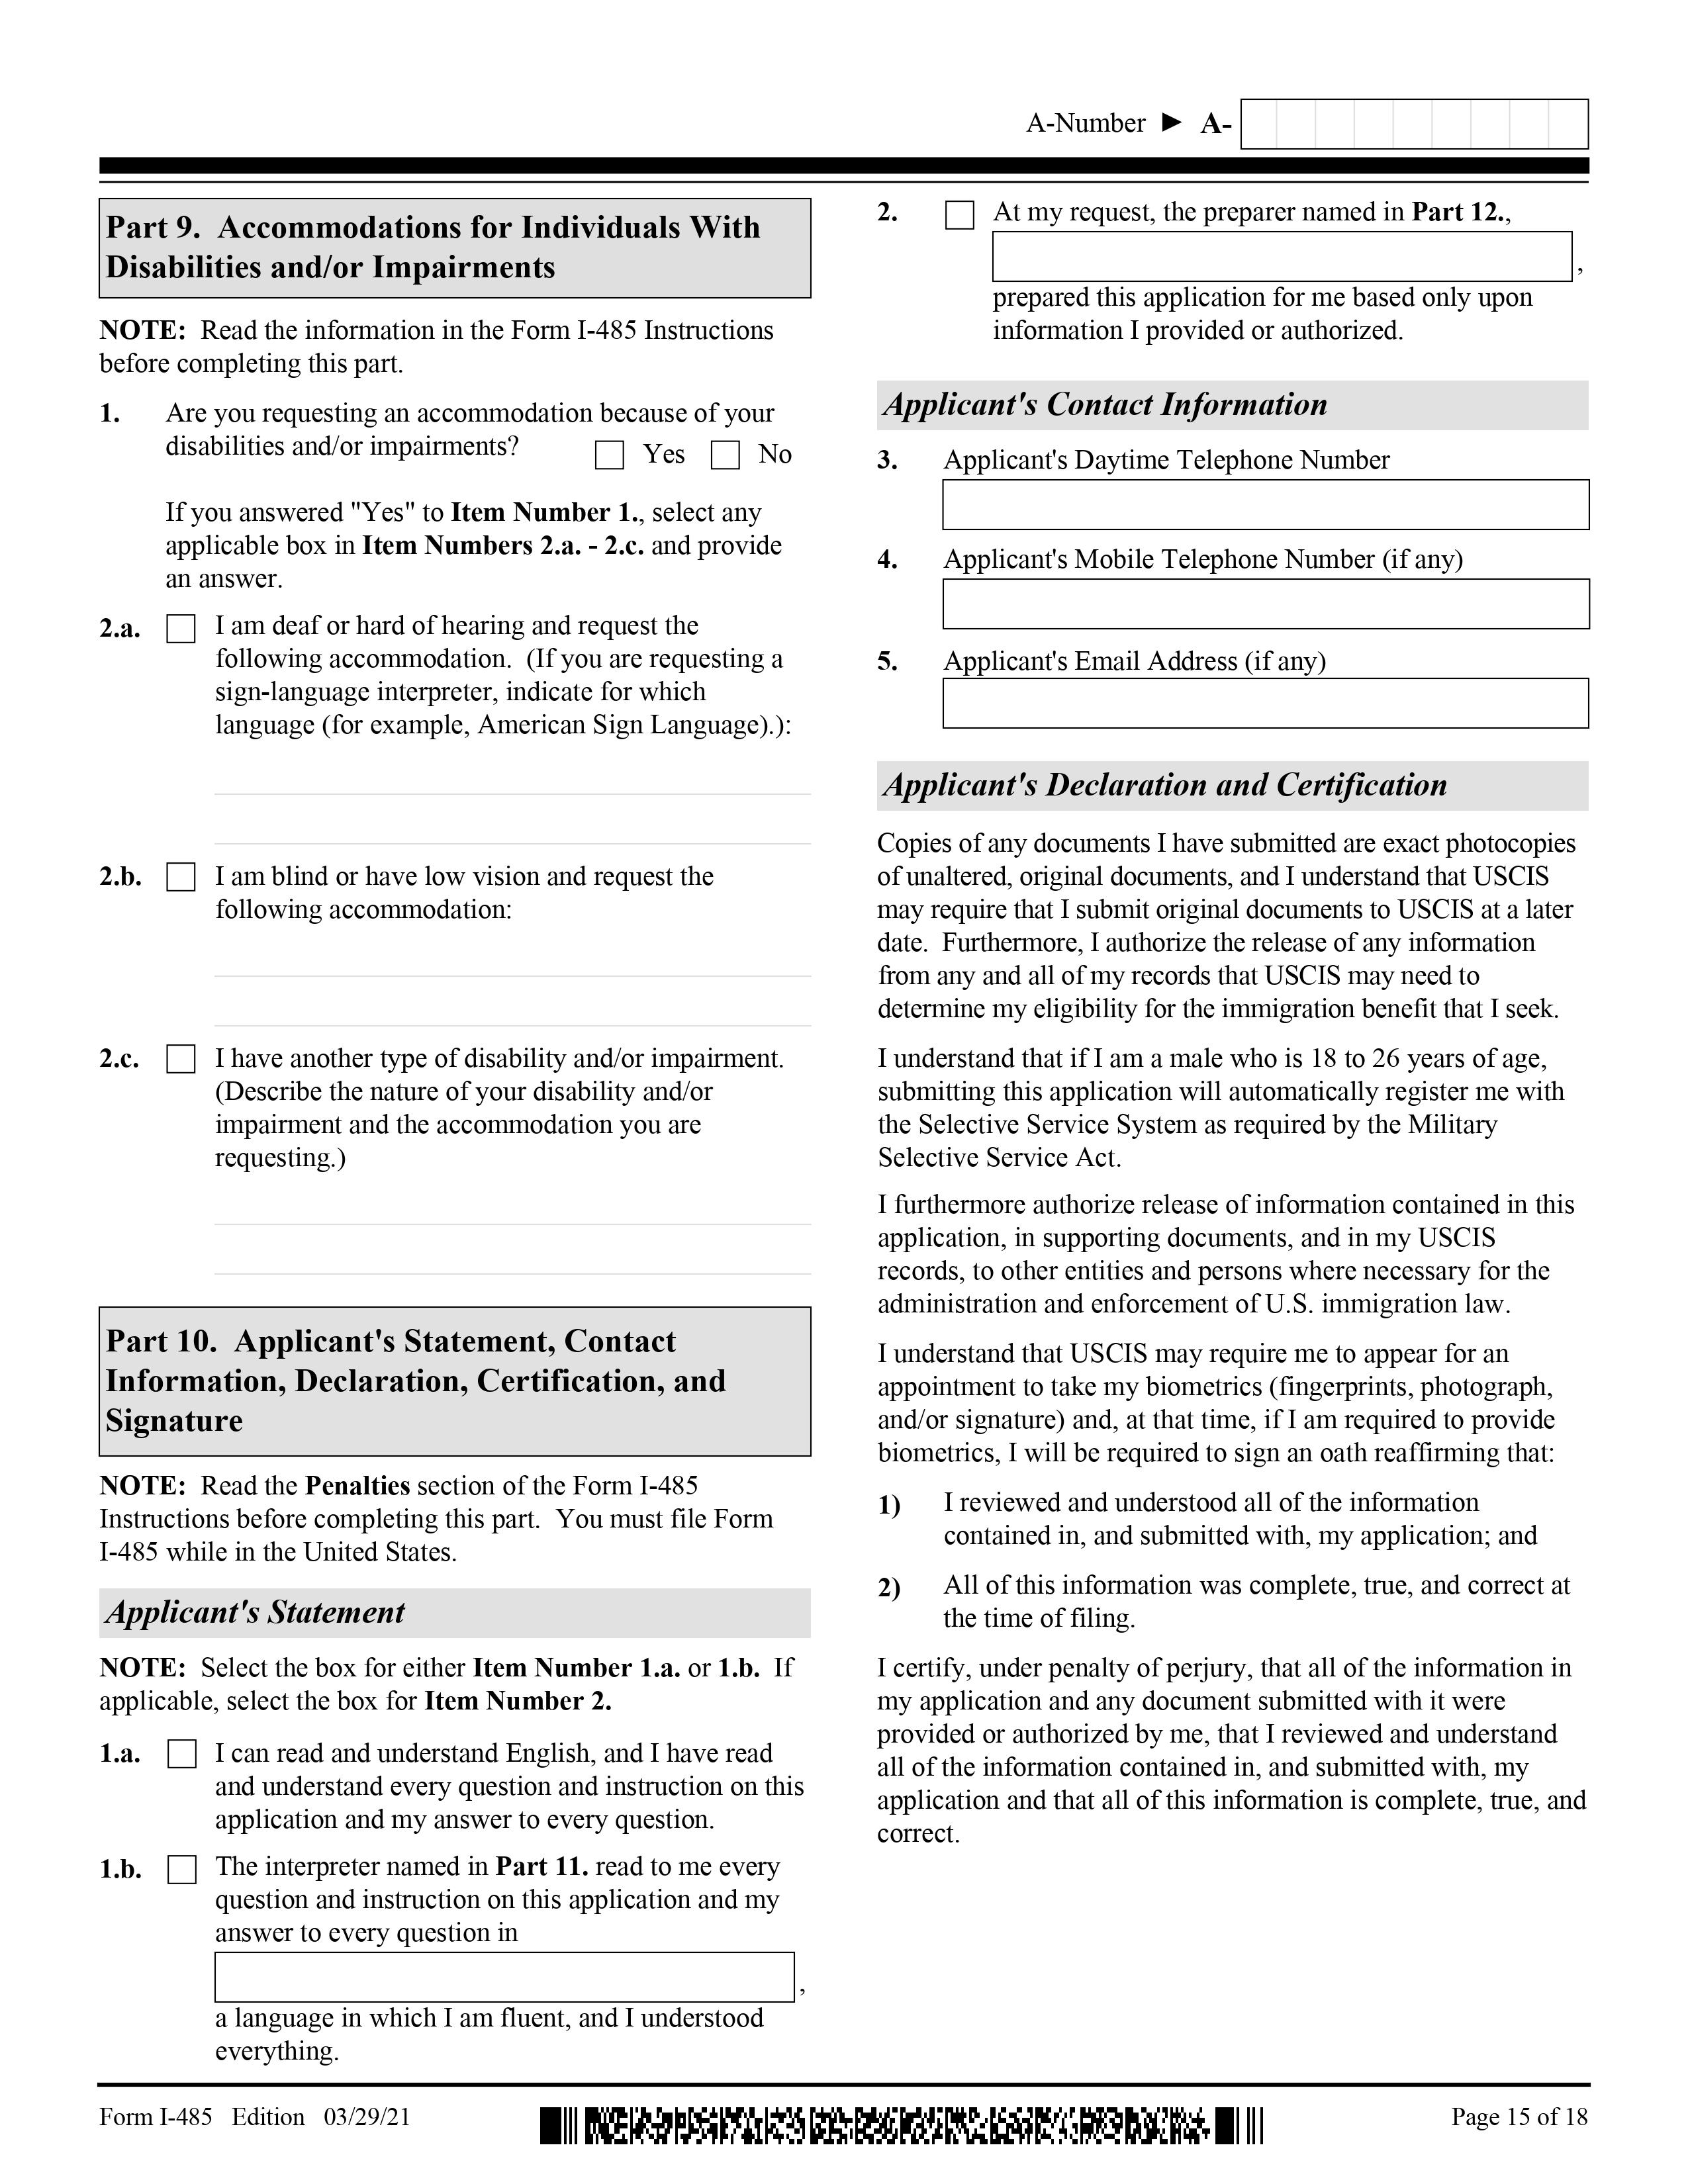 A-Number ► A-
Part 9.  Accommodations for Individuals With
Disabilities and/or Impairments
NOTE:  Read the information in the Form I-485 Instructions
before completing this part.
1. Are you requesting an accommodation because of your
disabilities and/or impairments? Yes No
If you answered "Yes" to Item Number 1., select any
applicable box in Item Numbers 2.a. - 2.c. and provide
an answer.
2.a. I am deaf or hard of hearing and request the
following accommodation.  (If you are requesting a
sign-language interpreter, indicate for which
language (for example, American Sign Language).):
2.b. I am blind or have low vision and request the
following accommodation:
2.c. I have another type of disability and/or impairment.
(Describe the nature of your disability and/or
impairment and the accommodation you are
requesting.)
Part 10.  Applicant's Statement, Contact
Information, Declaration, Certification, and
Signature
NOTE:  Read the Penalties section of the Form I-485
Instructions before completing this part.  You must file Form
I-485 while in the United States.
Applicant's Statement
NOTE:  Select the box for either Item Number 1.a. or 1.b.  If
applicable, select the box for Item Number 2.
1.a. I can read and understand English, and I have read
and understand every question and instruction on this
application and my answer to every question.
1.b. The interpreter named in Part 11. read to me every
question and instruction on this application and my
answer to every question in
,
a language in which I am fluent, and I understood
everything.
2. At my request, the preparer named in Part 12.,
,
prepared this application for me based only upon
information I provided or authorized.
Applicant's Contact Information
3. Applicant's Daytime Telephone Number
4. Applicant's Mobile Telephone Number (if any)
5. Applicant's Email Address (if any)
Applicant's Declaration and Certification
Copies of any documents I have submitted are exact photocopies
of unaltered, original documents, and I understand that USCIS
may require that I submit original documents to USCIS at a later
date.  Furthermore, I authorize the release of any information
from any and all of my records that USCIS may need to
determine my eligibility for the immigration benefit that I seek.
I understand that if I am a male who is 18 to 26 years of age,
submitting this application will automatically register me with
the Selective Service System as required by the Military
Selective Service Act.
I furthermore authorize release of information contained in this
application, in supporting documents, and in my USCIS
records, to other entities and persons where necessary for the
administration and enforcement of U.S. immigration law.
I understand that USCIS may require me to appear for an
appointment to take my biometrics (fingerprints, photograph,
and/or signature) and, at that time, if I am required to provide
biometrics, I will be required to sign an oath reaffirming that:
1) I reviewed and understood all of the information
contained in, and submitted with, my application; and
2) All of this information was complete, true, and correct at
the time of filing.
I certify, under penalty of perjury, that all of the information in
my application and any document submitted with it were
provided or authorized by me, that I reviewed and understand
all of the information contained in, and submitted with, my
application and that all of this information is complete, true, and
correct.
Form I-485   Edition   03/29/21
Page 15 of 18